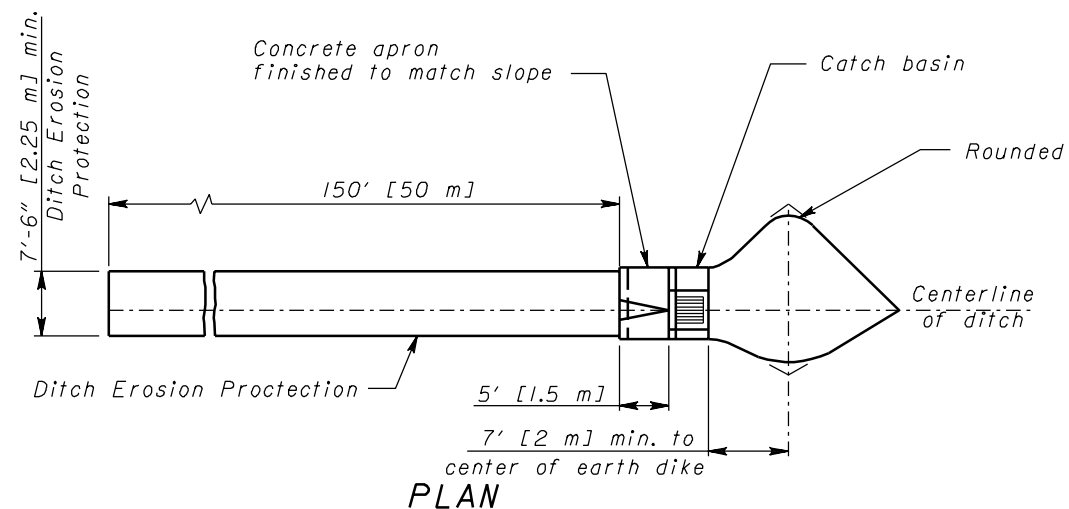 Concrete apron
finished to match slope
Catch basin
Rounded
7'-6" [2.25 m] min.
Ditch Erosion
Protection
150' [50 m]
Centerline
of ditch
Ditch Erosion Proctection
5' [1.5 m]
7' [2 m] min. to
center of earth dike
PLAN